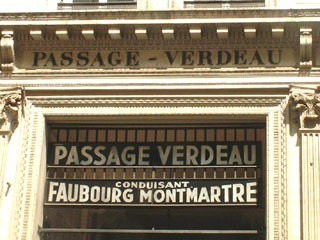 PASSAGE - VERDEAU
PASSAGE VERDEAU
CONDUISANT
FAUBOURG MONTMARTRE